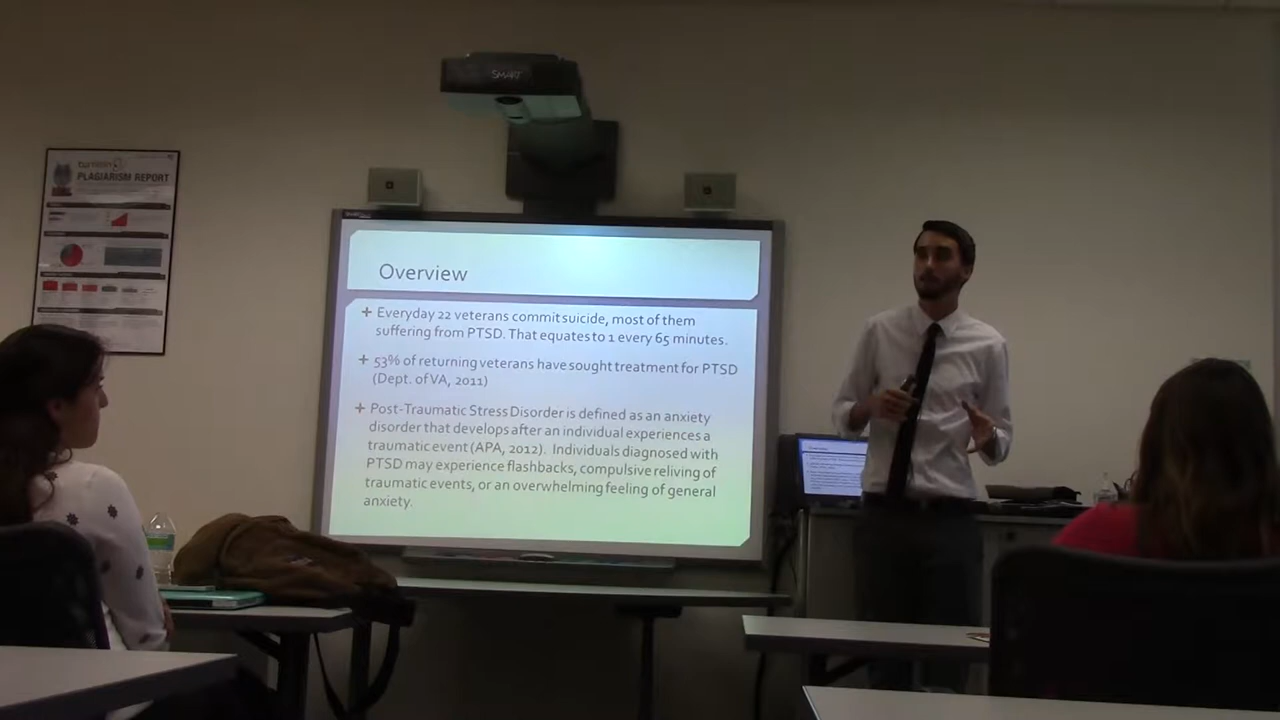 SMART
turnitin
PLAGIARISM REPORT
Overview
Everyday 22 veterans commit suicide, most of them
suffering from PTSD. That equates to 1 every 65 minutes.
53% of returning veterans have sought treatment for PTSD
(Dept. of VA, 2011)
Post-Traumatic Stress Disorder is defined as an anxiety
disorder that develops after an individual experiences a
traumatic event (APA, 2012). Individuals diagnosed with
PTSD may experience flashbacks, compulsive reliving of
traumatic events, or an overwhelming feeling of general
anxiety.